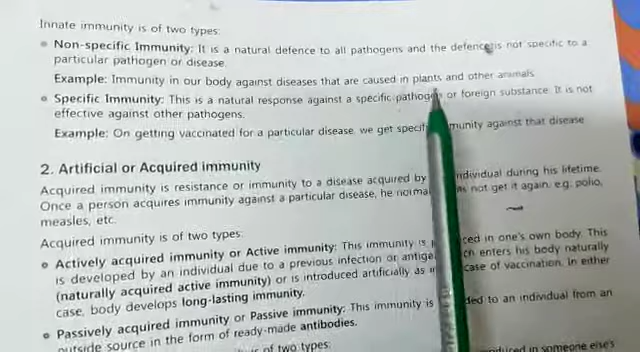 Innate immunity is of two types:
• Non-specific Immunity: It is a natural defence to all pathogens and the defence is not specific to a
particular pathogen or disease.
Example: Immunity in our body against diseases that are caused in plants and other animals.
• Specific Immunity: This is a natural response against a specific pathogen or foreign substance. It is not
effective against other pathogens.
Example: On getting vaccinated for a particular disease, we get specif munity against that disease.
2. Artificial or Acquired immunity
Acquired immunity is resistance or immunity to a disease acquired by ndividual during his lifetime.
Once a person acquires immunity against a particular disease, he norma not get it again, e.g. polio,
measles, etc.
Acquired immunity is of two types:
• Actively acquired immunity or Active immunity: This immunity is ced in one's own body. This
is developed by an individual due to a previous infection or antige ch enters his body naturally
(naturally acquired active immunity) or is introduced artificially as i case of vaccination. In either
case, body develops long-lasting immunity.
• Passively acquired immunity or Passive immunity: This immunity is ded to an individual from an
outside source in the form of ready-made antibodies.
is of two types:
in someone else's